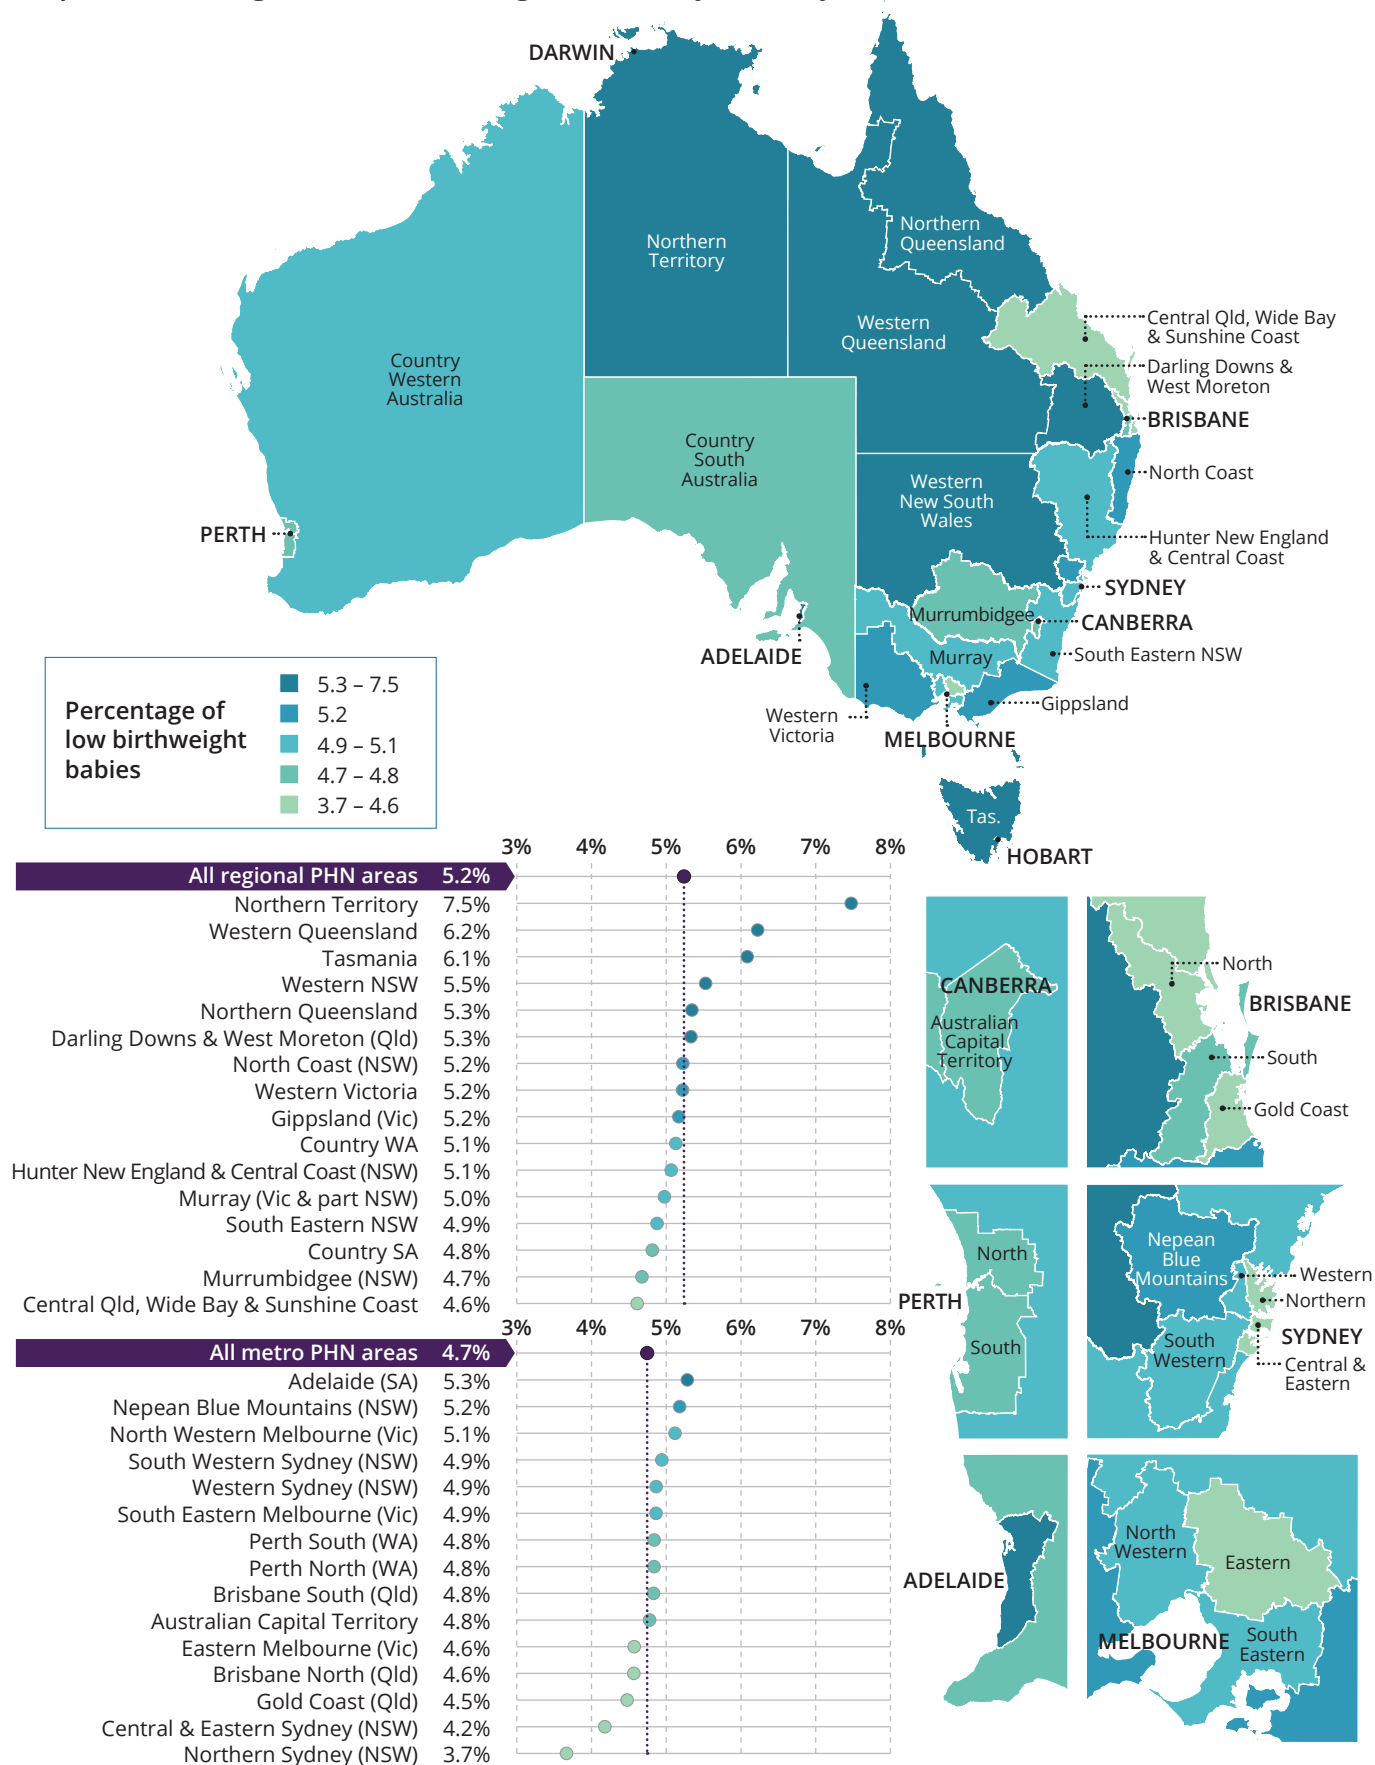 DARWIN
Northern
Territory
Northern
Queensland
Western
Queensland
Central Qld, Wide Bay
& Sunshine Coast
Darling Downs &
West Moreton
BRISBANE
Country
Western
Australia
Country
South
Australia
North Coast
Western
New South
Wales
PERTH
Hunter New England
& Central Coast
SYDNEY
Murrumbidgee
CANBERRA
ADELAIDE
Murray
South Eastern NSW
Gippsland
Western
Victoria
MELBOURNE
Tas.
HOBART
Percentage of
low birthweight
babies
5.3 – 7.5
5.2
4.9 – 5.1
4.7 – 4.8
3.7 – 4.6
3% 4% 5% 6% 7% 8%
All regional PHN areas 5.2%
Northern Territory 7.5%
Western Queensland 6.2%
Tasmania 6.1%
Western NSW 5.5%
Northern Queensland 5.3%
Darling Downs & West Moreton (Qld) 5.3%
North Coast (NSW) 5.2%
Western Victoria 5.2%
Gippsland (Vic) 5.2%
Country WA 5.1%
Hunter New England & Central Coast (NSW) 5.1%
Murray (Vic & part NSW) 5.0%
South Eastern NSW 4.9%
Country SA 4.8%
Murrumbidgee (NSW) 4.7%
Central Qld, Wide Bay & Sunshine Coast 4.6%
3% 4% 5% 6% 7% 8%
All metro PHN areas 4.7%
Adelaide (SA) 5.3%
Nepean Blue Mountains (NSW) 5.2%
North Western Melbourne (Vic) 5.1%
South Western Sydney (NSW) 4.9%
Western Sydney (NSW) 4.9%
South Eastern Melbourne (Vic) 4.9%
Perth South (WA) 4.8%
Perth North (WA) 4.8%
Brisbane South (Qld) 4.8%
Australian Capital Territory 4.8%
Eastern Melbourne (Vic) 4.6%
Brisbane North (Qld) 4.6%
Gold Coast (Qld) 4.5%
Central & Eastern Sydney (NSW) 4.2%
Northern Sydney (NSW) 3.7%
CANBERRA
Australian
Capital
Territory
North
BRISBANE
South
Gold Coast
North
PERTH
South
Nepean
Blue
Mountains
Western
Northern
SYDNEY
South
Western
Central &
Eastern
ADELAIDE
North
Western
Eastern
MELBOURNE
South
Eastern